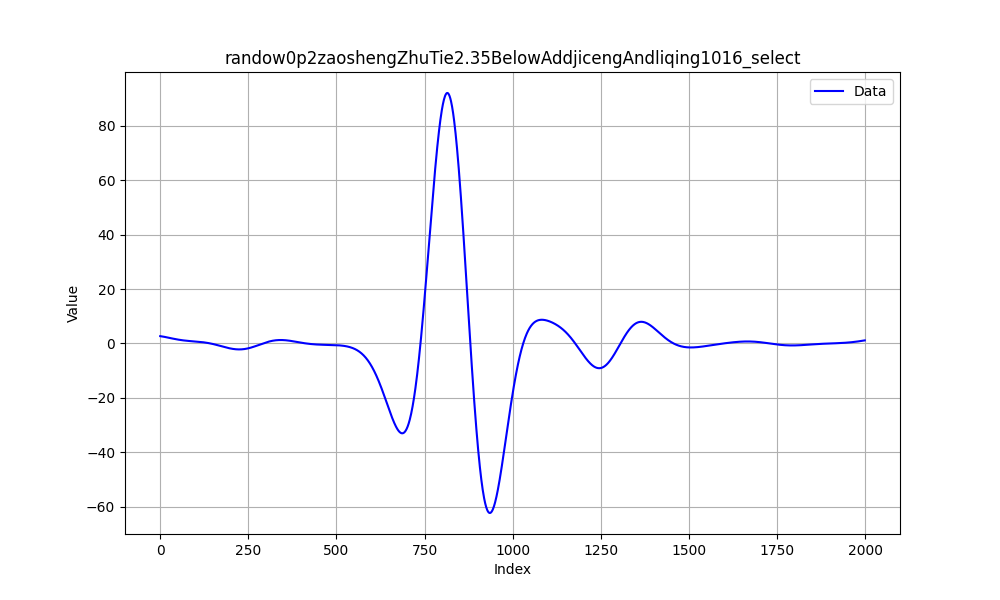 randow0p2zaoshengZhuTie2.35BelowAddjicengAndliqing1016_select
Data
80
60
40
20
0
−20
−40
−60
Value
0 250 500 750 1000 1250 1500 1750 2000
Index